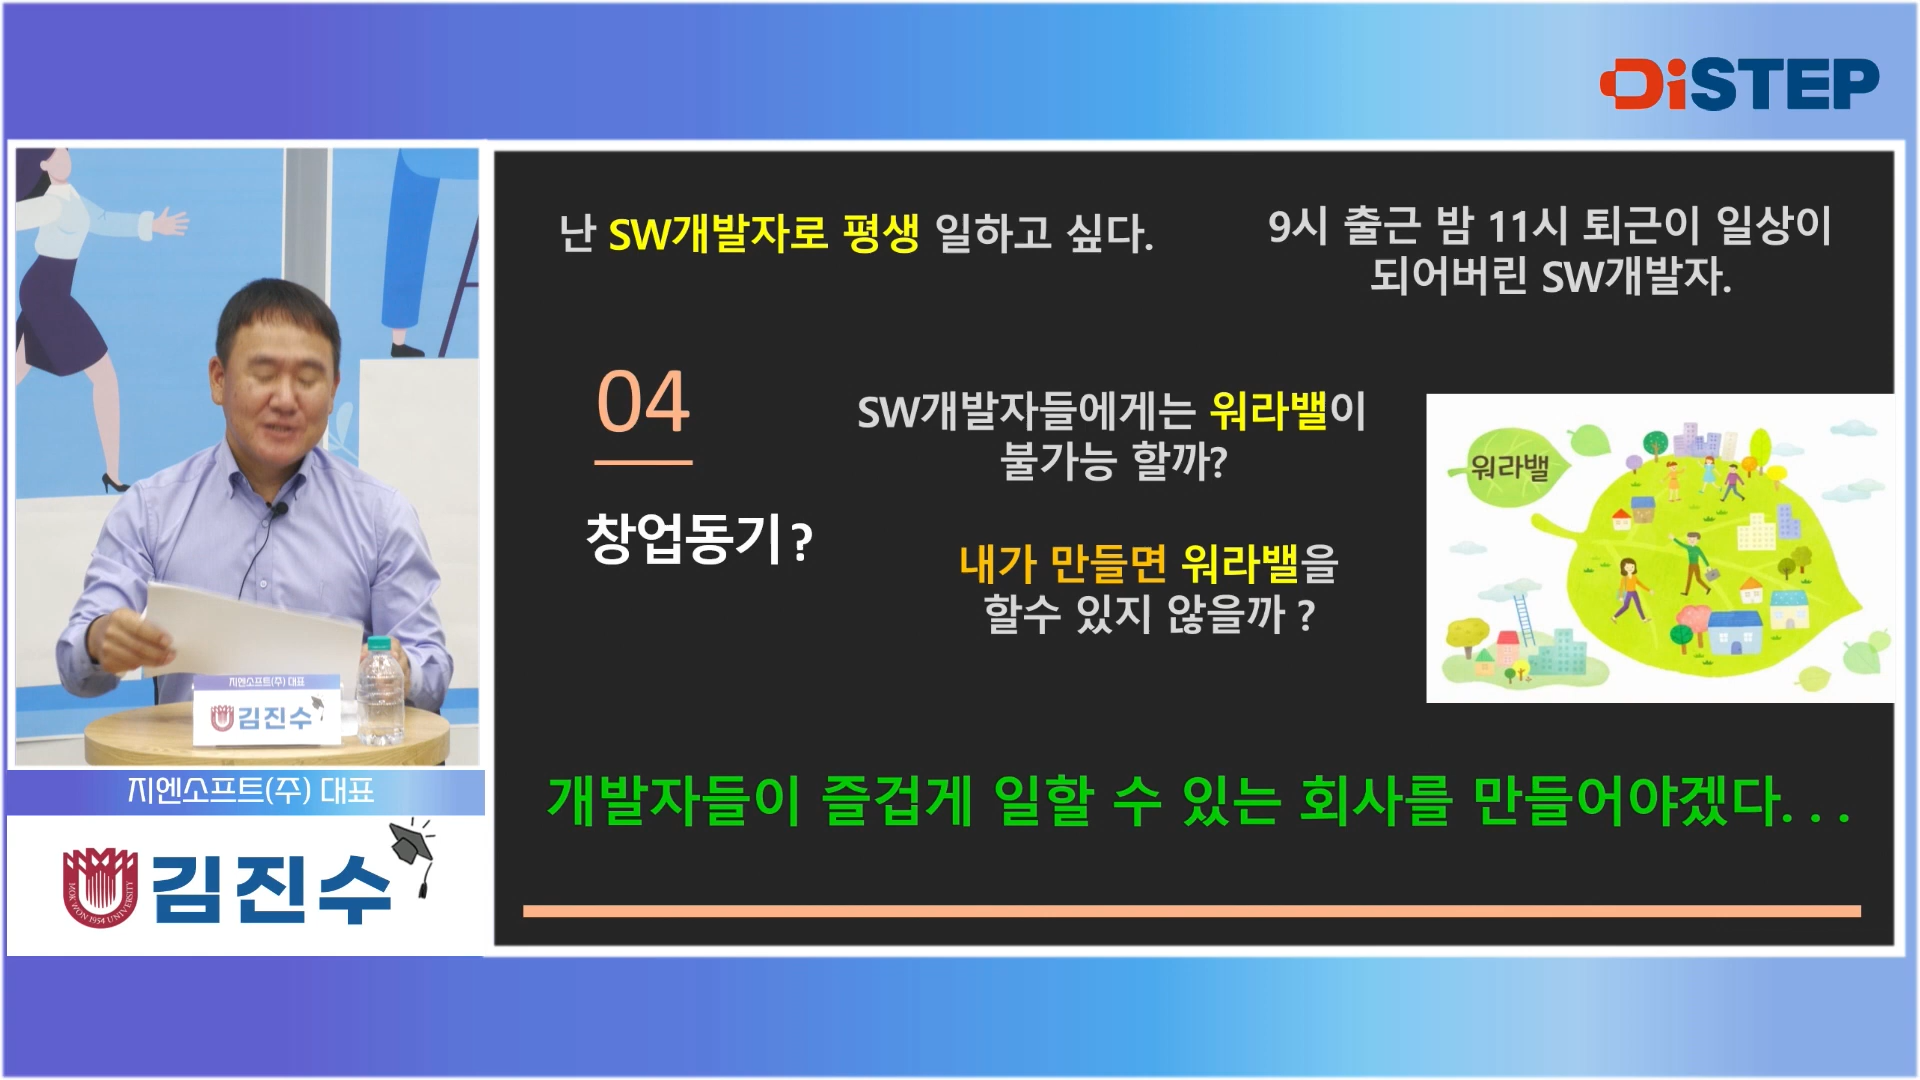 DiSTEP
난 SW개발자로 평생 일하고 싶다.
9시 출근 밤 11시 퇴근이 일상이
되어버린 SW개발자.
04
창업동기?
SW개발자들에게는 워라밸이
불가능 할까?
내가 만들면 워라밸을
할수 있지 않을까 ?
워라밸
개발자들이 즐겁게 일할 수 있는 회사를 만들어야겠다. . .
지엔소프트(주) 대표
김진수
지엔소프트(주) 대표
MOKWON 1954 UNIVERSITY
김진수